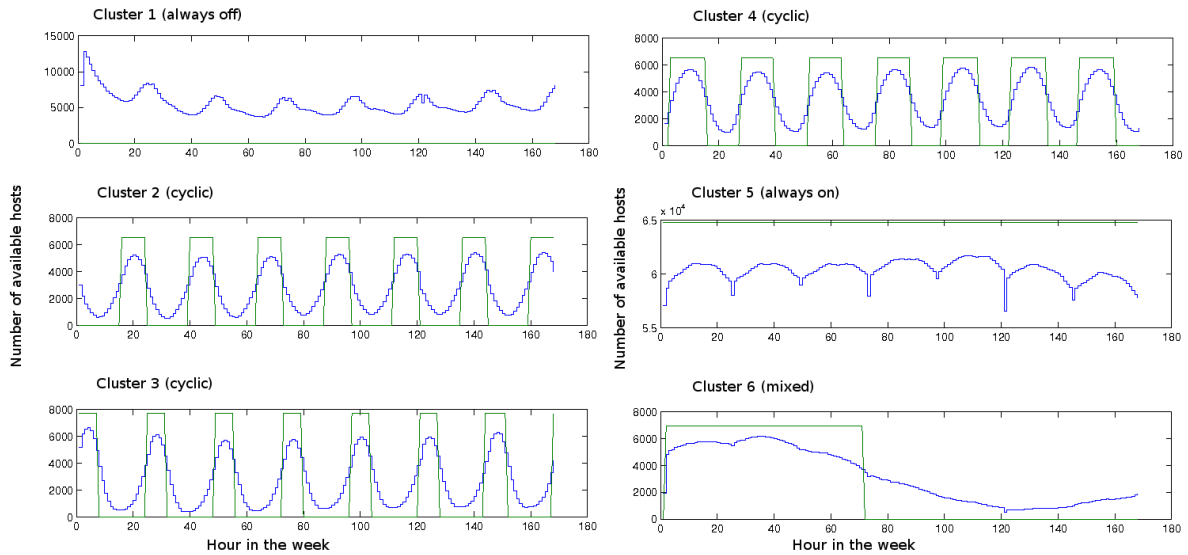 Cluster 1 (always off)
15000
10000
5000
0
0 20 40 60 80 100 120 140 160 180
Cluster 2 (cyclic)
8000
6000
4000
2000
0
0 20 40 60 80 100 120 140 160 180
Cluster 3 (cyclic)
8000
6000
4000
2000
0
0 20 40 60 80 100 120 140 160 180
Number of available hosts
Hour in the week
Cluster 4 (cyclic)
8000
6000
4000
2000
0
0 20 40 60 80 100 120 140 160 180
Cluster 5 (always on)
x 10^4
6.5
6
5.5
0 20 40 60 80 100 120 140 160 180
Cluster 6 (mixed)
8000
6000
4000
2000
0
0 20 40 60 80 100 120 140 160 180
Number of available hosts
Hour in the week